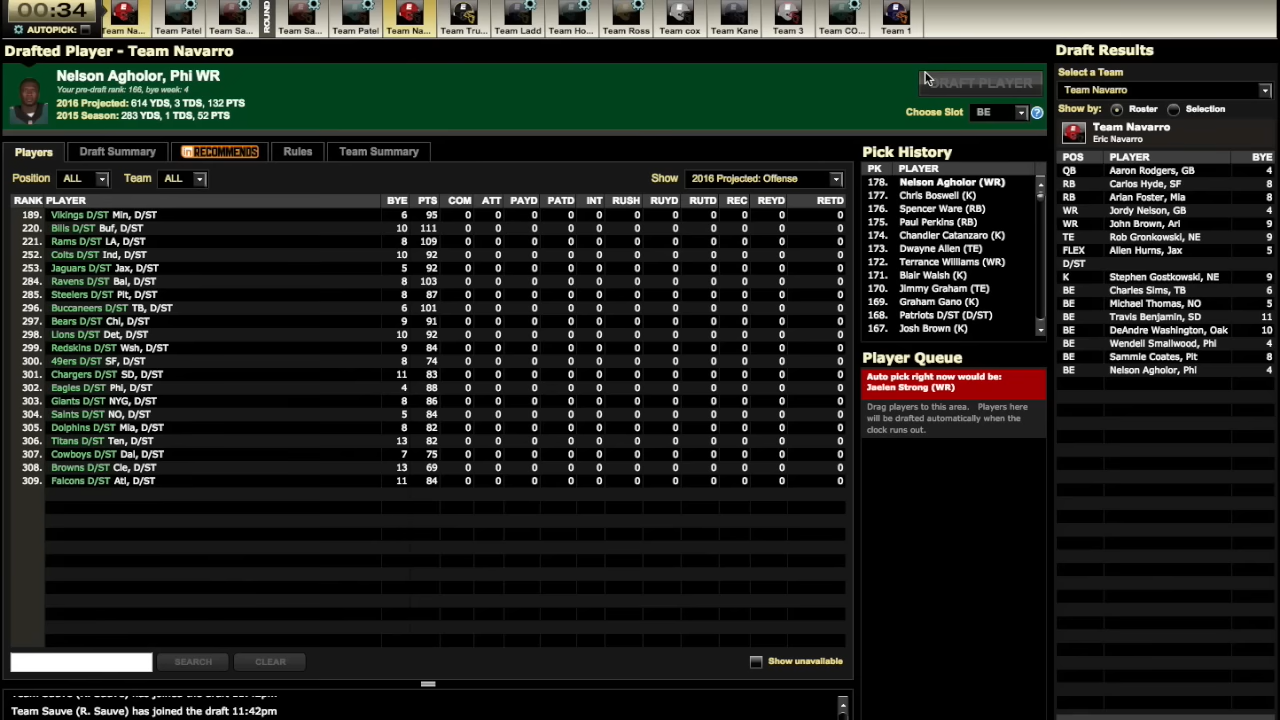 00:34
AUTOPICK:
Team Na...
Team Patel
Team Sa...
ROUND
Team Sa...
Team Patel
Team Na...
Team Tru...
Team Ladd
Team Ho...
Team Ross
Team cox
Team Kane
Team 3
Team CO...
Team 1
Drafted Player - Team Navarro
Nelson Agholor, Phi WR
Your pre-draft rank: 166, bye week: 4
2016 Projected: 614 YDS, 3 TDS, 132 PTS
2015 Season: 283 YDS, 1 TDS, 52 PTS
DRAFT PLAYER
Choose Slot BE ?
Players Draft Summary in RECOMMENDS Rules Team Summary
Position ALL Team ALL Show 2016 Projected: Offense
RANK PLAYER BYE PTS COM ATT PAYD PATD INT RUSH RUYD RUTD REC REYD RETD
189. Vikings D/ST Min, D/ST 6 95 0 0 0 0 0 0 0 0 0 0 0
220. Bills D/ST Buf, D/ST 10 111 0 0 0 0 0 0 0 0 0 0 0
221. Rams D/ST LA, D/ST 8 109 0 0 0 0 0 0 0 0 0 0 0
252. Colts D/ST Ind, D/ST 10 92 0 0 0 0 0 0 0 0 0 0 0
253. Jaguars D/ST Jax, D/ST 5 92 0 0 0 0 0 0 0 0 0 0 0
284. Ravens D/ST Bal, D/ST 8 103 0 0 0 0 0 0 0 0 0 0 0
285. Steelers D/ST Pit, D/ST 8 87 0 0 0 0 0 0 0 0 0 0 0
296. Buccaneers D/ST TB, D/ST 6 101 0 0 0 0 0 0 0 0 0 0 0
297. Bears D/ST Chi, D/ST 9 91 0 0 0 0 0 0 0 0 0 0 0
298. Lions D/ST Det, D/ST 10 92 0 0 0 0 0 0 0 0 0 0 0
299. Redskins D/ST Wsh, D/ST 9 84 0 0 0 0 0 0 0 0 0 0 0
300. 49ers D/ST SF, D/ST 8 74 0 0 0 0 0 0 0 0 0 0 0
301. Chargers D/ST SD, D/ST 11 83 0 0 0 0 0 0 0 0 0 0 0
302. Eagles D/ST Phi, D/ST 4 88 0 0 0 0 0 0 0 0 0 0 0
303. Giants D/ST NYG, D/ST 8 86 0 0 0 0 0 0 0 0 0 0 0
304. Saints D/ST NO, D/ST 5 84 0 0 0 0 0 0 0 0 0 0 0
305. Dolphins D/ST Mia, D/ST 8 82 0 0 0 0 0 0 0 0 0 0 0
306. Titans D/ST Ten, D/ST 13 82 0 0 0 0 0 0 0 0 0 0 0
307. Cowboys D/ST Dal, D/ST 7 75 0 0 0 0 0 0 0 0 0 0 0
308. Browns D/ST Cle, D/ST 13 69 0 0 0 0 0 0 0 0 0 0 0
309. Falcons D/ST Atl, D/ST 11 84 0 0 0 0 0 0 0 0 0 0 0
SEARCH CLEAR Show unavailable
Team Sauve (R. Sauve) has joined the draft 11:42pm
Pick History
PK PLAYER
178. Nelson Agholor (WR)
177. Chris Boswell (K)
176. Spencer Ware (RB)
175. Paul Perkins (RB)
174. Chandler Catanzaro (K)
173. Dwayne Allen (TE)
172. Terrance Williams (WR)
171. Blair Walsh (K)
170. Jimmy Graham (TE)
169. Graham Gano (K)
168. Patriots D/ST (D/ST)
167. Josh Brown (K)
Player Queue
Auto pick right now would be:
Jaelen Strong (WR)
Drag players to this area. Players here
will be drafted automatically when the
clock runs out.
Draft Results
Select a Team
Team Navarro
Show by: Roster Selection
Team Navarro
Eric Navarro
POS PLAYER BYE
QB Aaron Rodgers, GB 4
RB Carlos Hyde, SF 8
RB Arian Foster, Mia 8
WR Jordy Nelson, GB 4
WR John Brown, Ari 9
TE Rob Gronkowski, NE 9
FLEX Allen Hurns, Jax 5
D/ST
K Stephen Gostkowski, NE 9
BE Charles Sims, TB 6
BE Michael Thomas, NO 5
BE Travis Benjamin, SD 11
BE DeAndre Washington, Oak 10
BE Wendell Smallwood, Phi 4
BE Sammie Coates, Pit 8
BE Nelson Agholor, Phi 4